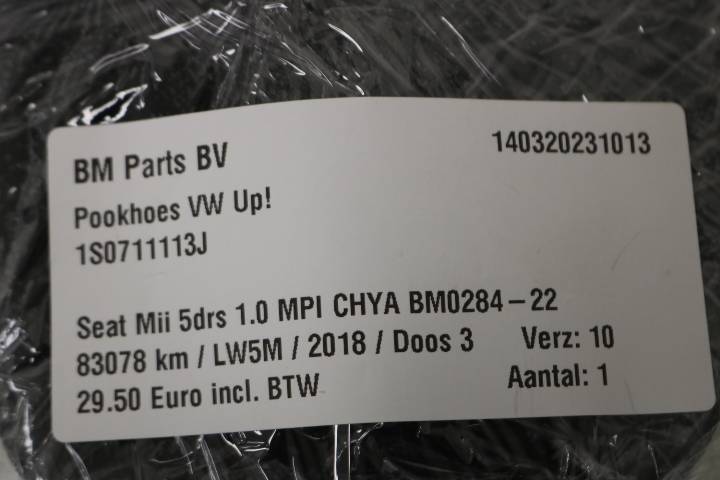 BM Parts BV 140320231013
Pookhoes VW Up!
1S0711113J
Seat Mii 5drs 1.0 MPI CHYA BM0284-22
83078 km / LW5M / 2018 / Doos 3 Verz: 10
29.50 Euro incl. BTW Aantal: 1